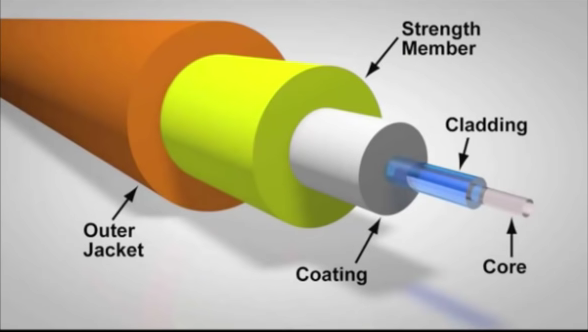 Strength
Member
Cladding
Outer
Jacket
Coating
Core